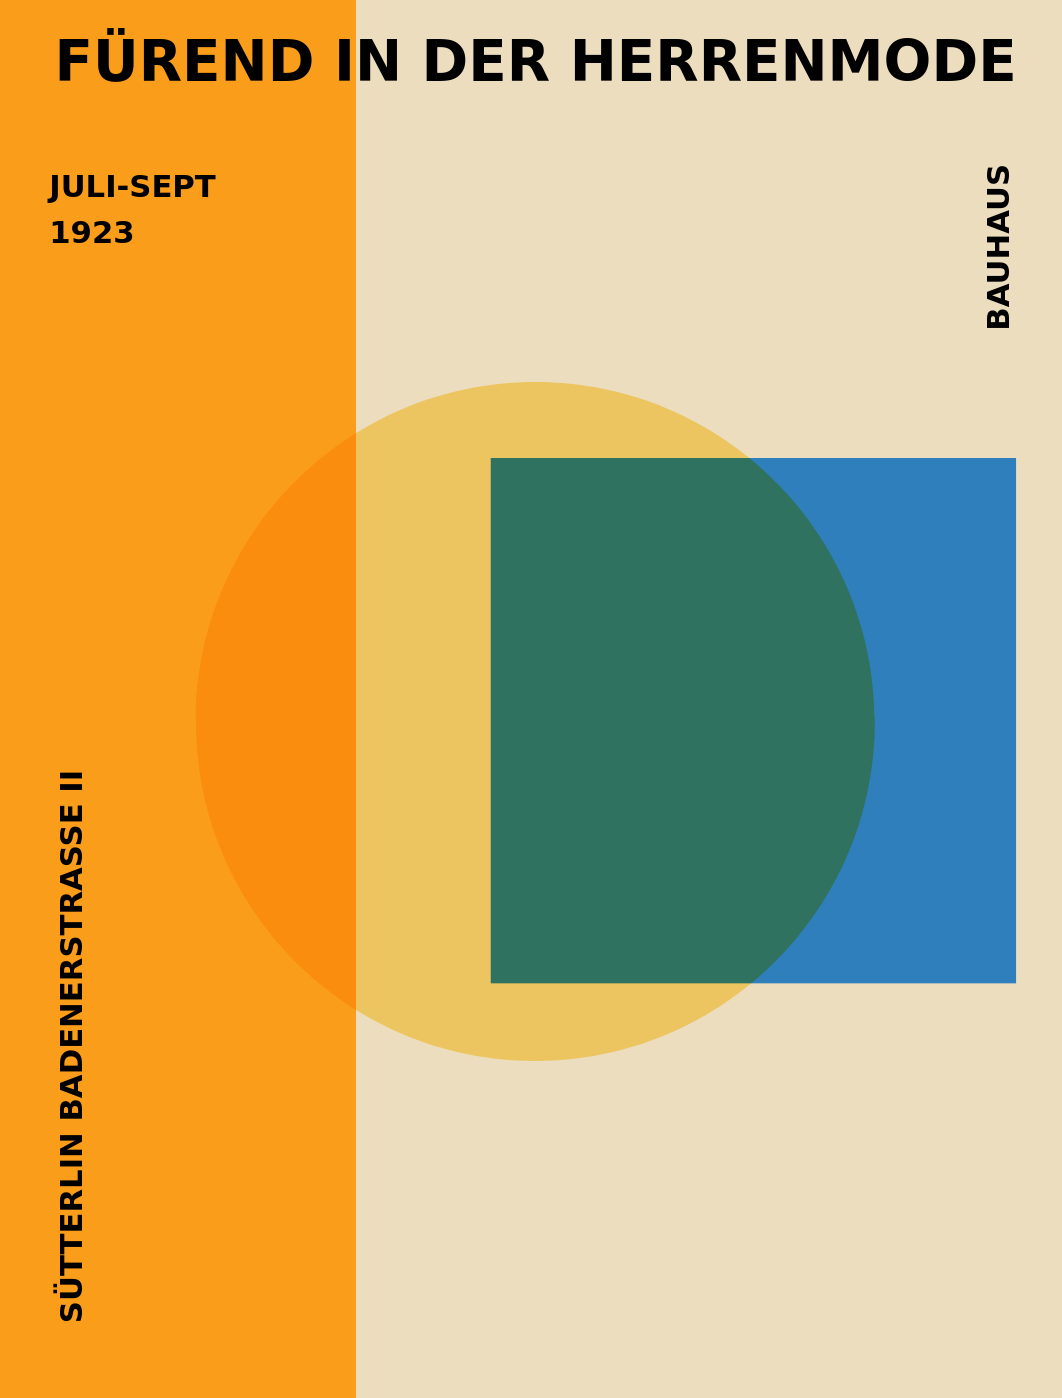 FÜREND IN DER HERRENMODE
JULI-SEPT
1923
BAUHAUS
SÜTTERLIN BADENERSTRASSE II